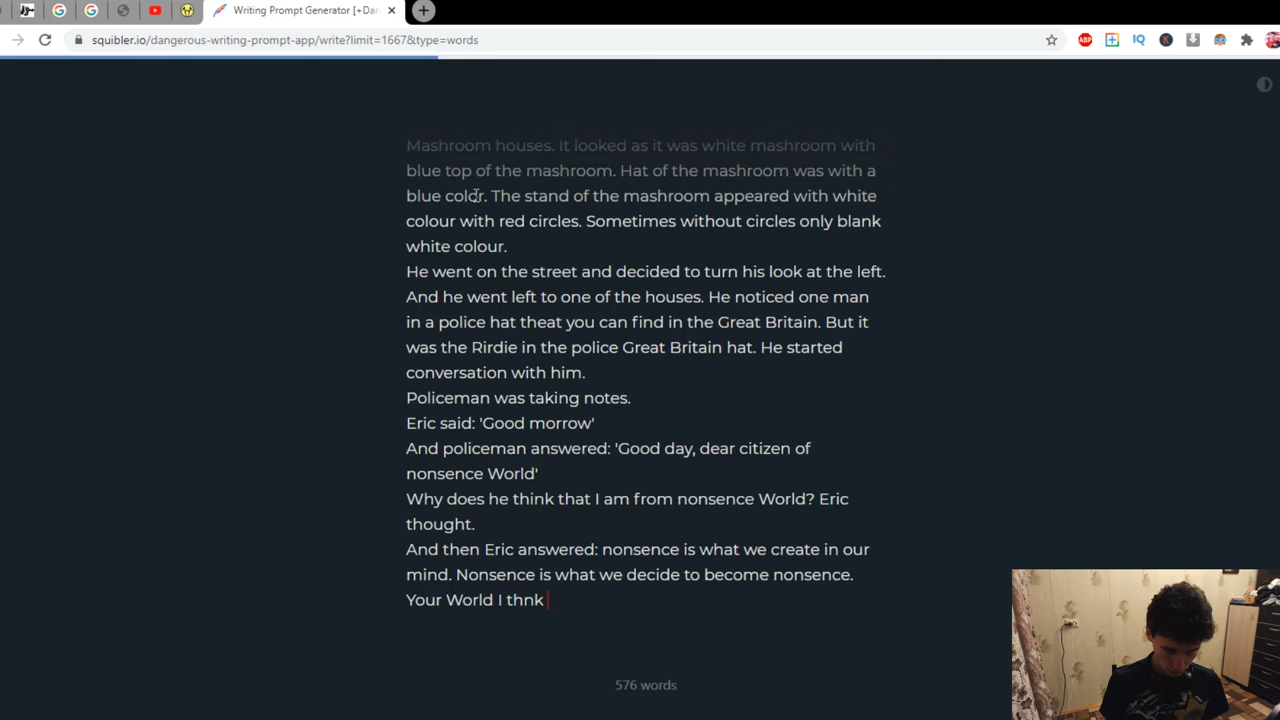 Writing Prompt Generator [+Dan
squibler.io/dangerous-writing-prompt-app/write?limit=1667&type=words
Mashroom houses. It looked as it was white mashroom with
blue top of the mashroom. Hat of the mashroom was with a
blue color. The stand of the mashroom appeared with white
colour with red circles. Sometimes without circles only blank
white colour.
He went on the street and decided to turn his look at the left.
And he went left to one of the houses. He noticed one man
in a police hat theat you can find in the Great Britain. But it
was the Rirdie in the police Great Britain hat. He started
conversation with him.
Policeman was taking notes.
Eric said: 'Good morrow'
And policeman answered: 'Good day, dear citizen of
nonsence World'
Why does he think that I am from nonsence World? Eric
thought.
And then Eric answered: nonsence is what we create in our
mind. Nonsence is what we decide to become nonsence.
Your World I thnk
576 words